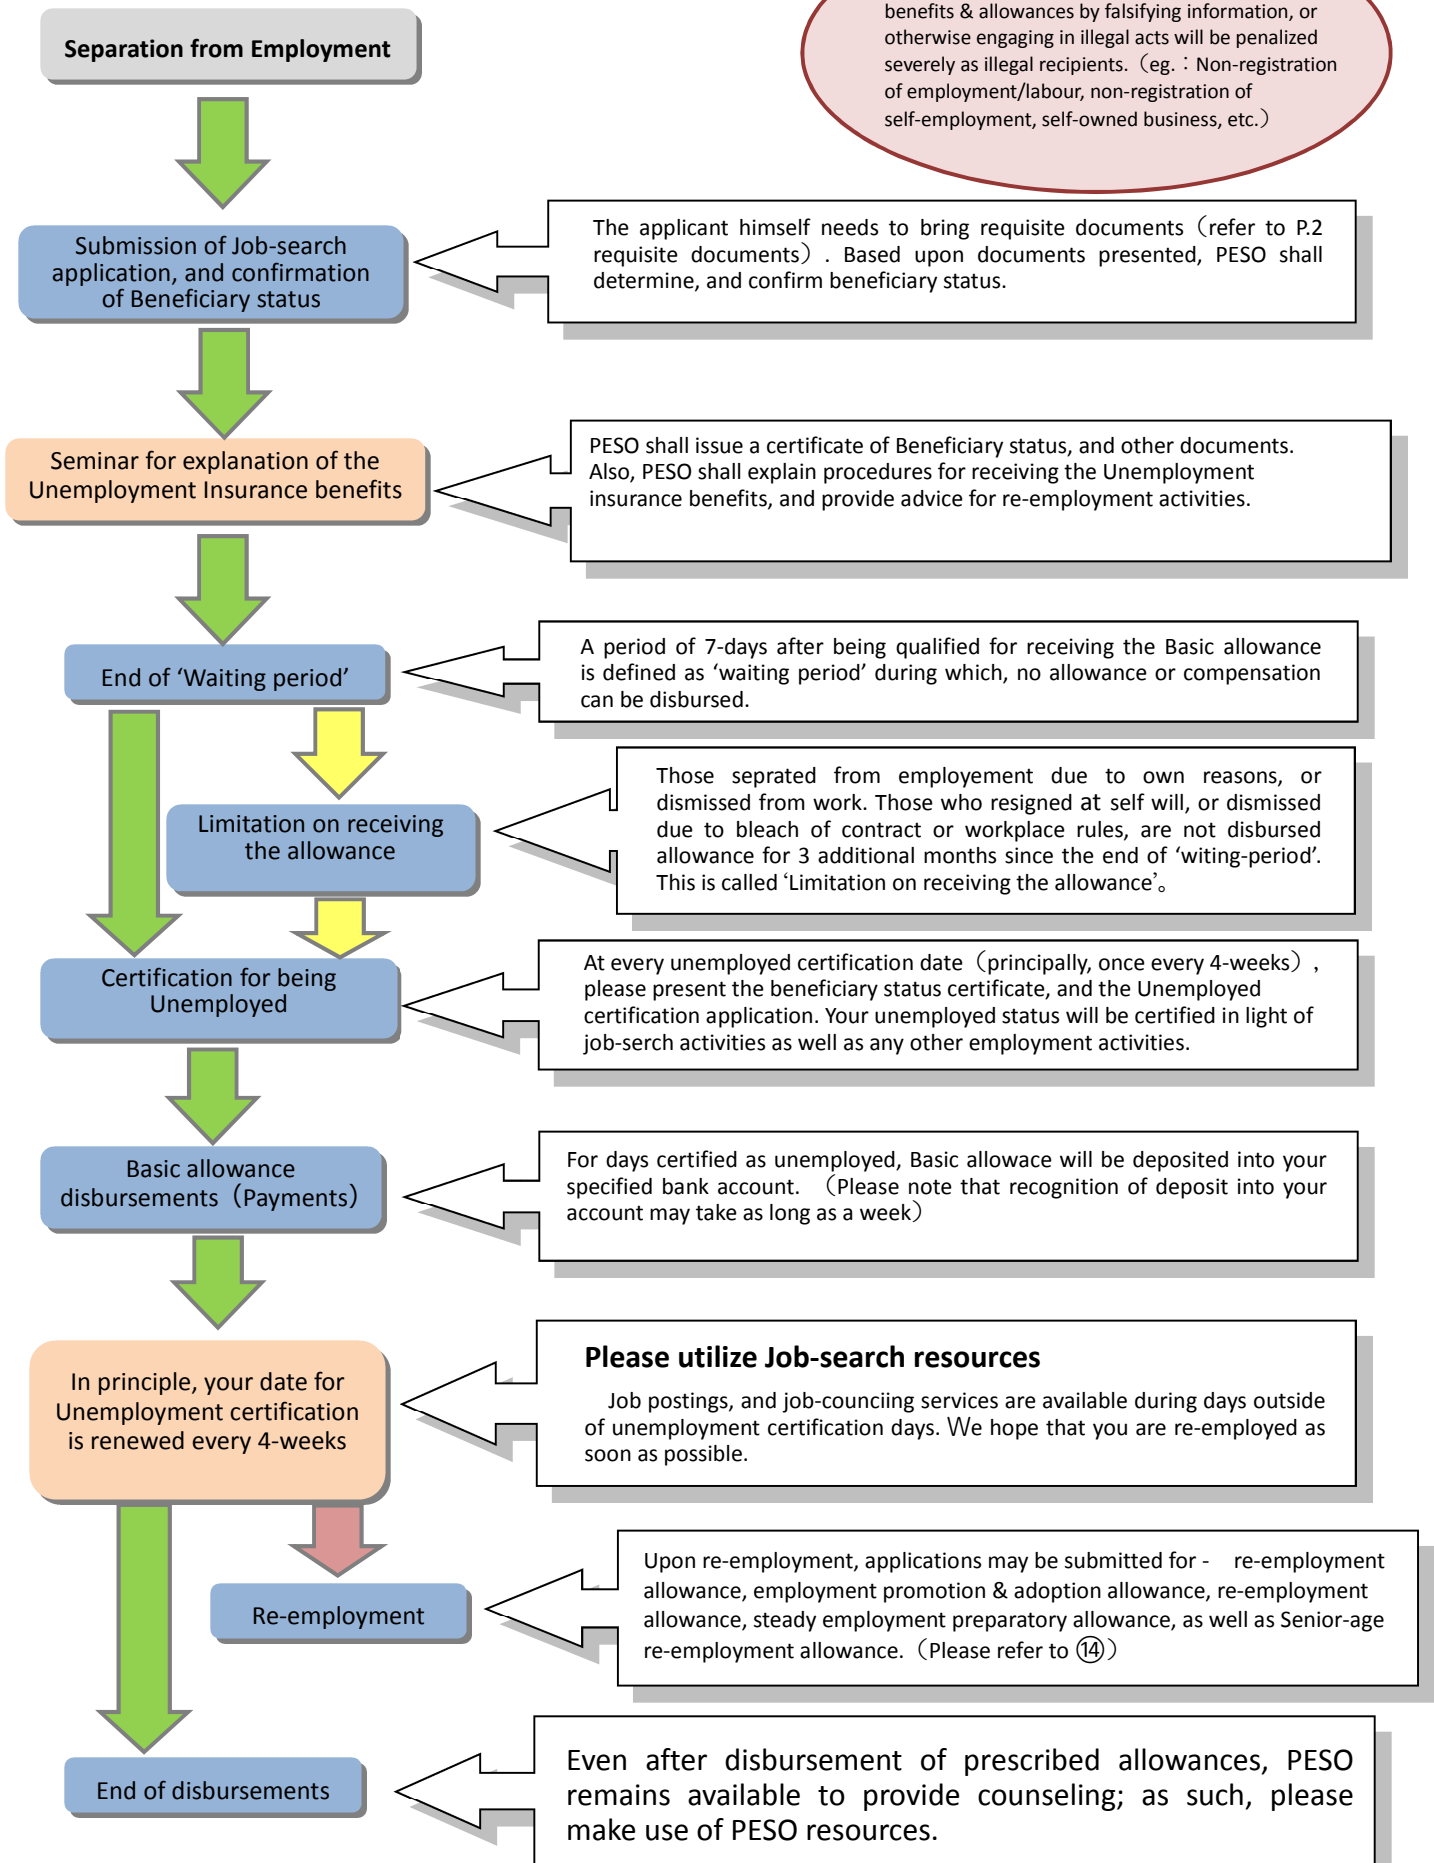 benefits & allowances by falsifying information, or
otherwise engaging in illegal acts will be penalized
severely as illegal recipients.（eg.：Non-registration
of employment/labour, non-registration of
self-employment, self-owned business, etc.）
Separation from Employment
Submission of Job-search
application, and confirmation
of Beneficiary status
The applicant himself needs to bring requisite documents（refer to P.2
requisite documents）. Based upon documents presented, PESO shall
determine, and confirm beneficiary status.
Seminar for explanation of the
Unemployment Insurance benefits
PESO shall issue a certificate of Beneficiary status, and other documents.
Also, PESO shall explain procedures for receiving the Unemployment
insurance benefits, and provide advice for re-employment activities.
End of ‘Waiting period’
A period of 7-days after being qualified for receiving the Basic allowance
is defined as ‘waiting period’ during which, no allowance or compensation
can be disbursed.
Limitation on receiving
the allowance
Those seprated from employement due to own reasons, or
dismissed from work. Those who resigned at self will, or dismissed
due to bleach of contract or workplace rules, are not disbursed
allowance for 3 additional months since the end of ‘witing-period’.
This is called ‘Limitation on receiving the allowance’。
Certification for being
Unemployed
At every unemployed certification date（principally, once every 4-weeks）,
please present the beneficiary status certificate, and the Unemployed
certification application. Your unemployed status will be certified in light of
job-serch activities as well as any other employment activities.
Basic allowance
disbursements（Payments）
For days certified as unemployed, Basic allowace will be deposited into your
specified bank account. （Please note that recognition of deposit into your
account may take as long as a week）
In principle, your date for
Unemployment certification
is renewed every 4-weeks
Please utilize Job-search resources
Job postings, and job-counciing services are available during days outside
of unemployment certification days. We hope that you are re-employed as
soon as possible.
Re-employment
Upon re-employment, applications may be submitted for - re-employment
allowance, employment promotion & adoption allowance, re-employment
allowance, steady employment preparatory allowance, as well as Senior-age
re-employment allowance.（Please refer to ⑭）
End of disbursements
Even after disbursement of prescribed allowances, PESO
remains available to provide counseling; as such, please
make use of PESO resources.